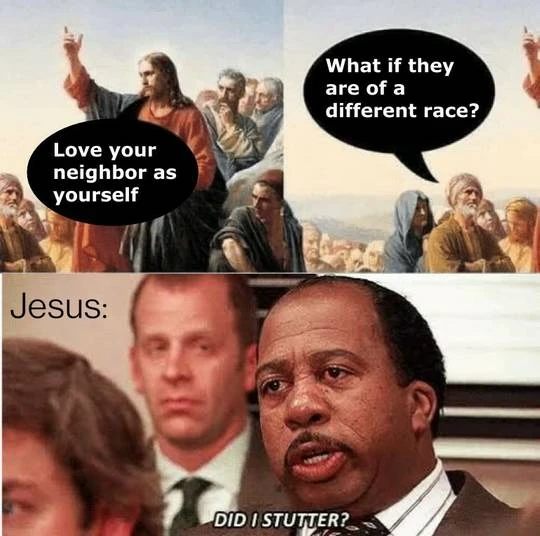 Love your
neighbor as
yourself
What if they
are of a
different race?
Jesus:
DID I STUTTER?